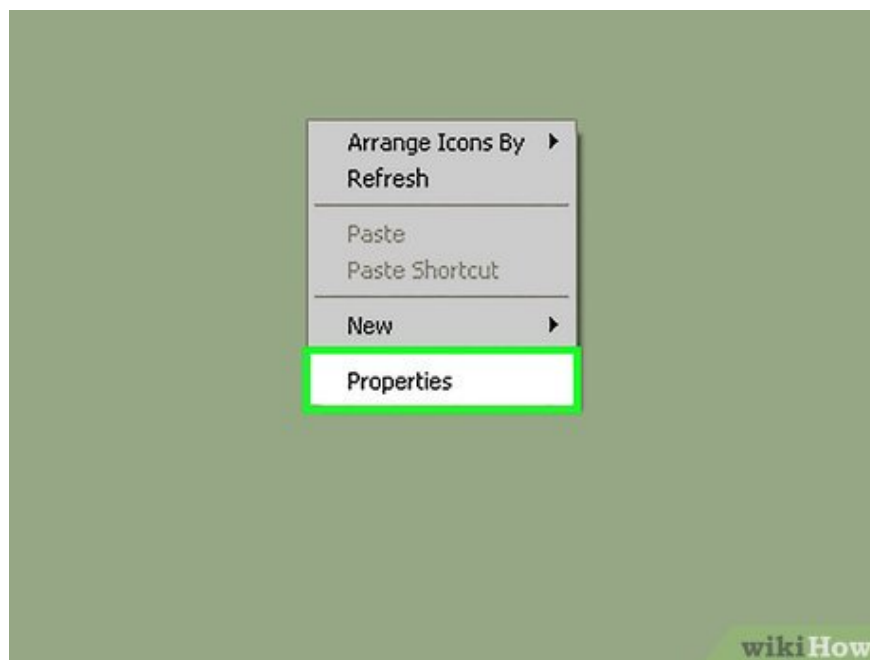 Arrange Icons By
Refresh
Paste
Paste Shortcut
New
Properties
wikiHow